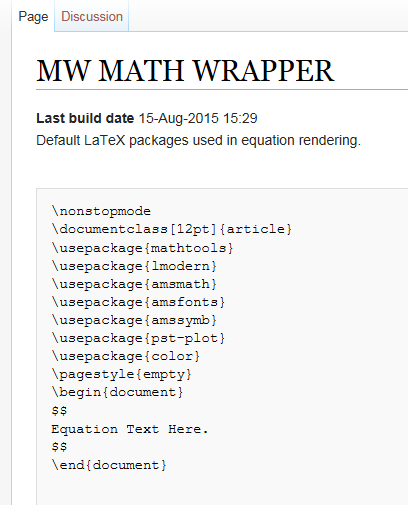 Page Discussion
MW MATH WRAPPER
Last build date 15-Aug-2015 15:29
Default LaTeX packages used in equation rendering.
\nonstopmode
\documentclass[12pt]{article}
\usepackage{mathtools}
\usepackage{lmodern}
\usepackage{amsmath}
\usepackage{amsfonts}
\usepackage{amssymb}
\usepackage{pst-plot}
\usepackage{color}
\pagestyle{empty}
\begin{document}
$$
Equation Text Here.
$$
\end{document}